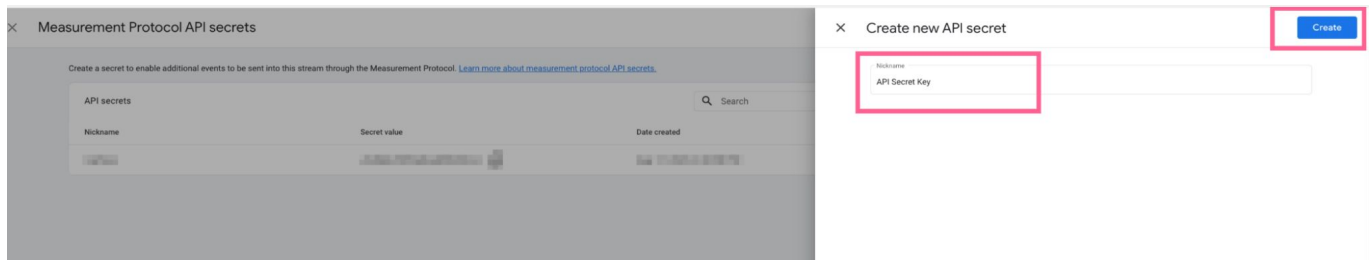 Measurement Protocol API secrets
Create a secret to enable additional events to be sent into this stream through the Measurement Protocol. Learn more about measurement protocol API secrets.
API secrets
Search
Nickname
Secret value
Date created
Create new API secret
Create
Nickname
API Secret Key